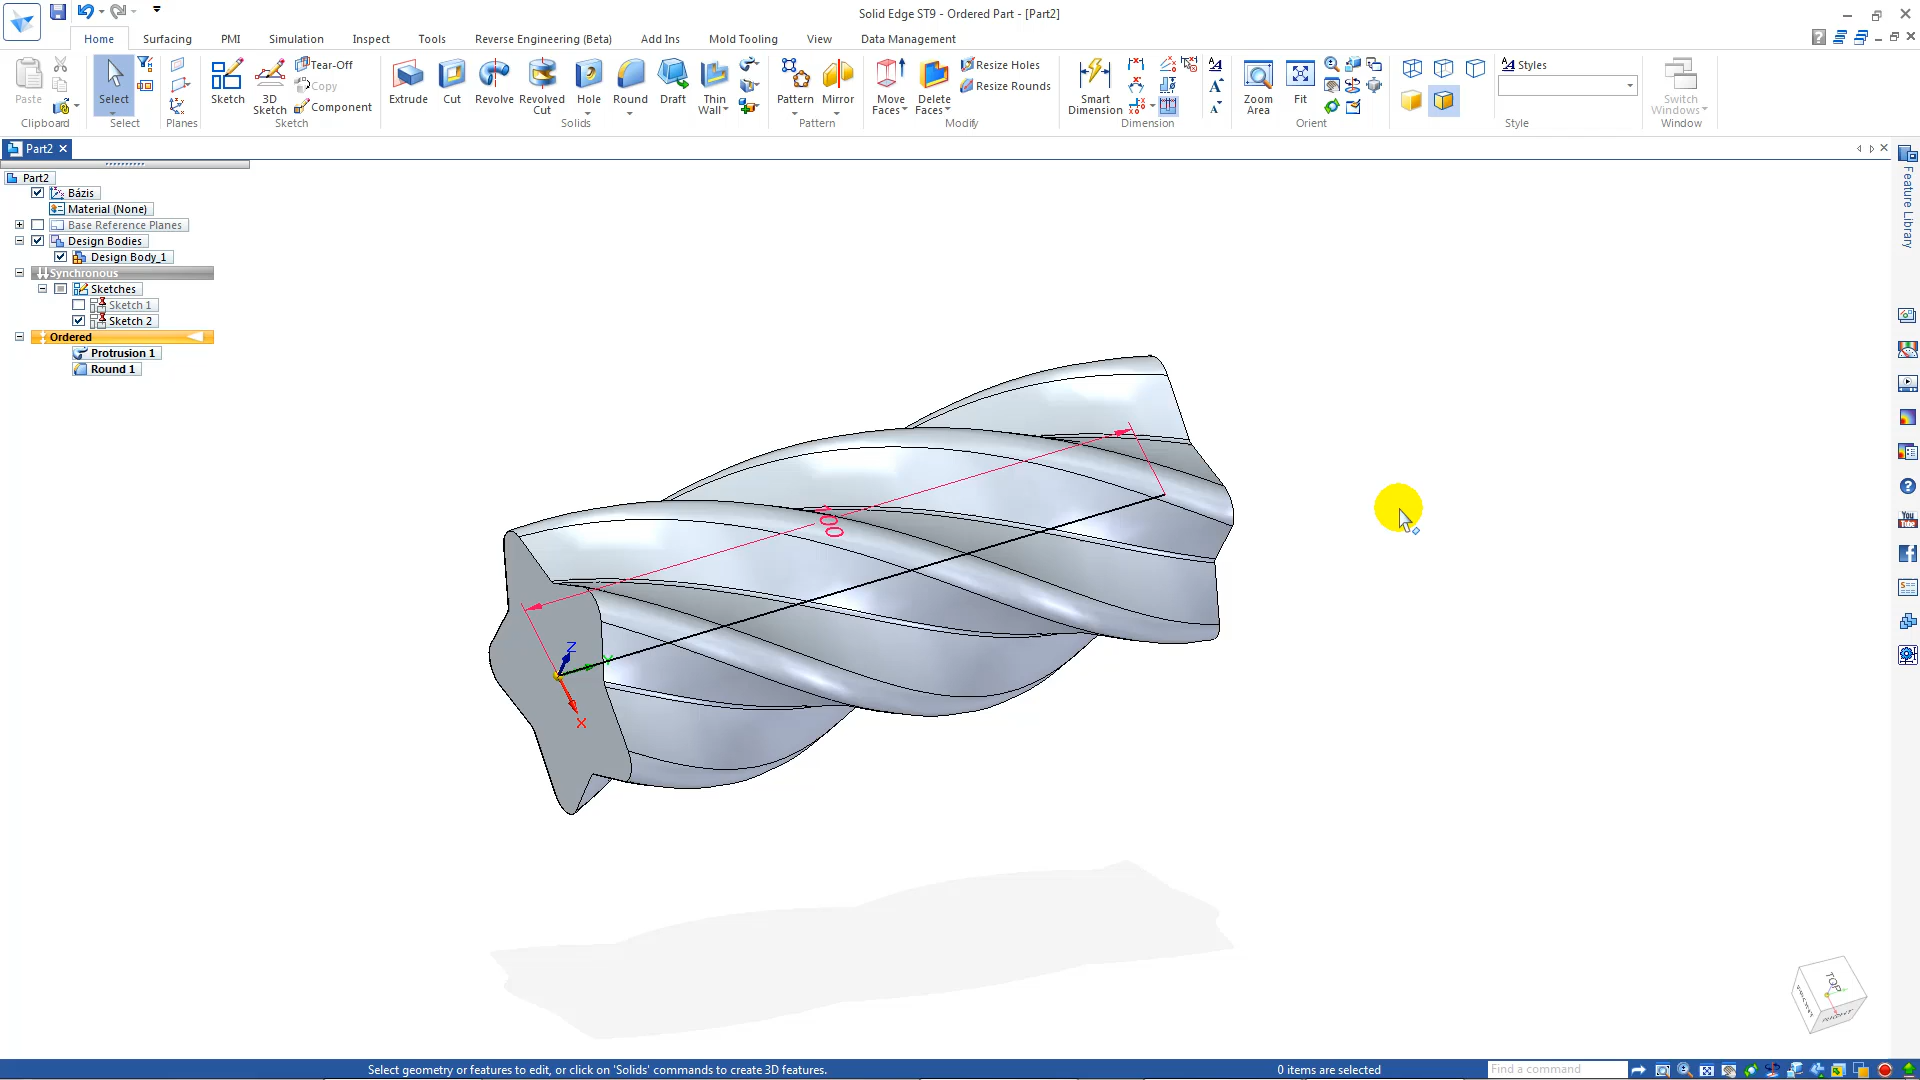 Solid Edge ST9 - Ordered Part - [Part2]
Home Surfacing PMI Simulation Inspect Tools Reverse Engineering (Beta) Add Ins Mold Tooling View Data Management
Paste
Clipboard
Select
Select
Planes
Sketch
3D Sketch
Tear-Off
Copy
Component
Sketch
Extrude
Cut
Revolve
Revolved Cut
Hole
Round
Draft
Thin Wall
Solids
Pattern
Mirror
Pattern
Move Faces
Delete Faces
Resize Holes
Resize Rounds
Modify
Smart Dimension
Dimension
Zoom Area
Fit
Orient
Styles
Style
Switch Windows
Window
Part2
Part2
Bázis
Material (None)
Base Reference Planes
Design Bodies
Design Body_1
Synchronous
Sketches
Sketch 1
Sketch 2
Ordered
Protrusion 1
Round 1
Feature Library
100
Z
Y
X
TOP
FRONT
RIGHT
You
Tube
Select geometry or features to edit, or click on 'Solids' commands to create 3D features.
0 items are selected
Find a command